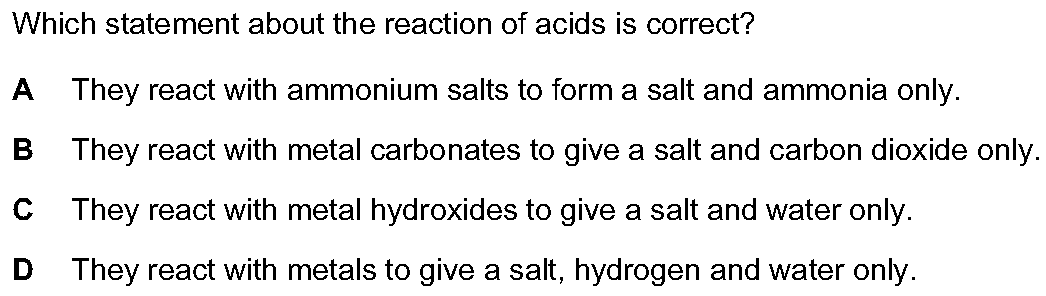 Which statement about the reaction of acids is correct?
A They react with ammonium salts to form a salt and ammonia only.
B They react with metal carbonates to give a salt and carbon dioxide only.
C They react with metal hydroxides to give a salt and water only.
D They react with metals to give a salt, hydrogen and water only.